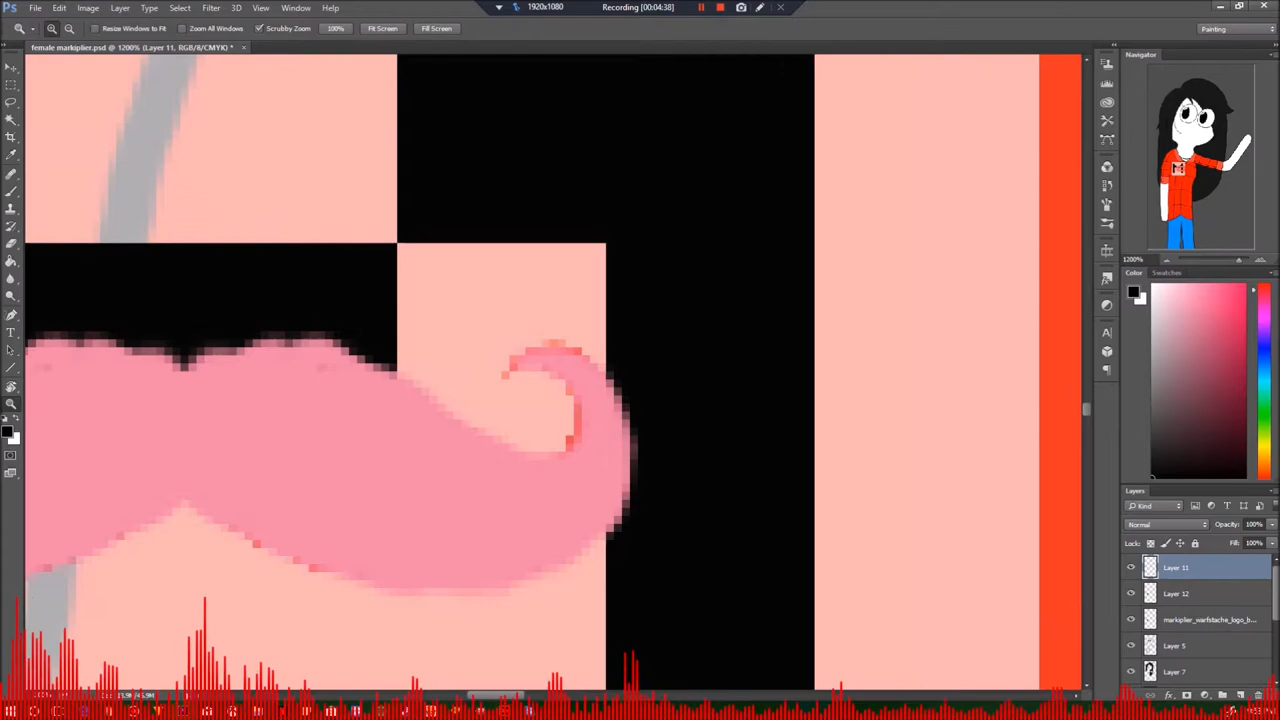 1920x1080 Recording [00:04:38]
Ps File Edit Image Layer Type Select Filter 3D View Window Help
Resize Windows to Fit Zoom All Windows Scrubby Zoom 100% Fit Screen Fill Screen Painting
female markiplier.psd @ 1200% (Layer 11, RGB/8/CMYK) *
Navigator
1200%
Color Swatches
Layers
Kind
Normal Opacity: 100%
Lock: Fill: 100%
Layer 11
Layer 12
markiplier_warfstache_logo_b...
Layer 5
Layer 7